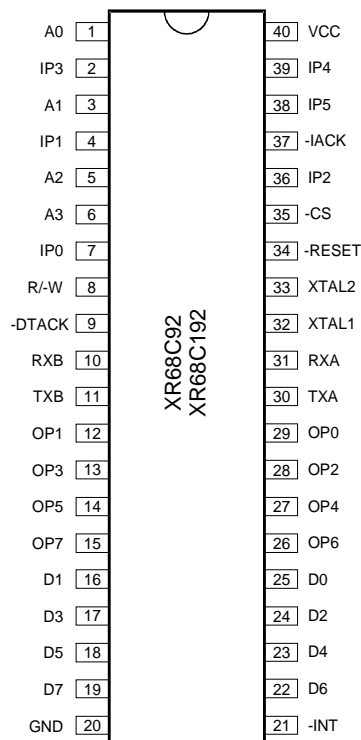 A0 1 40 VCC
IP3 2 39 IP4
A1 3 38 IP5
IP1 4 37 -IACK
A2 5 36 IP2
A3 6 35 -CS
IP0 7 34 -RESET
R/-W 8 33 XTAL2
-DTACK 9 32 XTAL1
RXB 10 31 RXA
TXB 11 30 TXA
OP1 12 29 OP0
OP3 13 28 OP2
OP5 14 27 OP4
OP7 15 26 OP6
D1 16 25 D0
D3 17 24 D2
D5 18 23 D4
D7 19 22 D6
GND 20 21 -INT
XR68C92
XR68C192